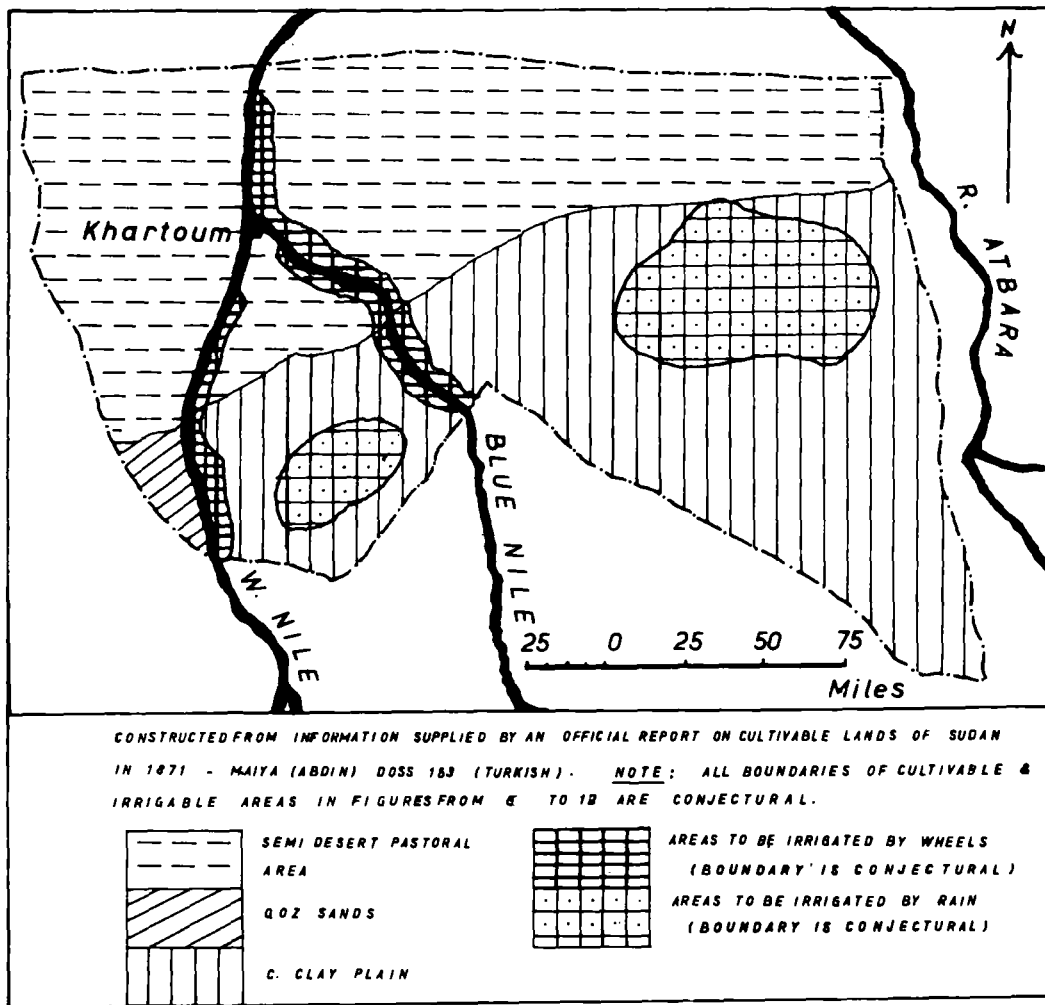 N
Khartoum
R. ATBARA
BLUE NILE
W. NILE
25 0 25 50 75
Miles
CONSTRUCTED FROM INFORMATION SUPPLIED BY AN OFFICIAL REPORT ON CULTIVABLE LANDS OF SUDAN
IN 1871 - MAIYA (ABDIN) DOSS 153 (TURKISH). NOTE: ALL BOUNDARIES OF CULTIVABLE &
IRRIGABLE AREAS IN FIGURES FROM TO ARE CONJECTURAL.
SEMI DESERT PASTORAL
AREA
QOZ SANDS
C. CLAY PLAIN
AREAS TO BE IRRIGATED BY WHEELS
(BOUNDARY IS CONJECTURAL)
AREAS TO BE IRRIGATED BY RAIN
(BOUNDARY IS CONJECTURAL)